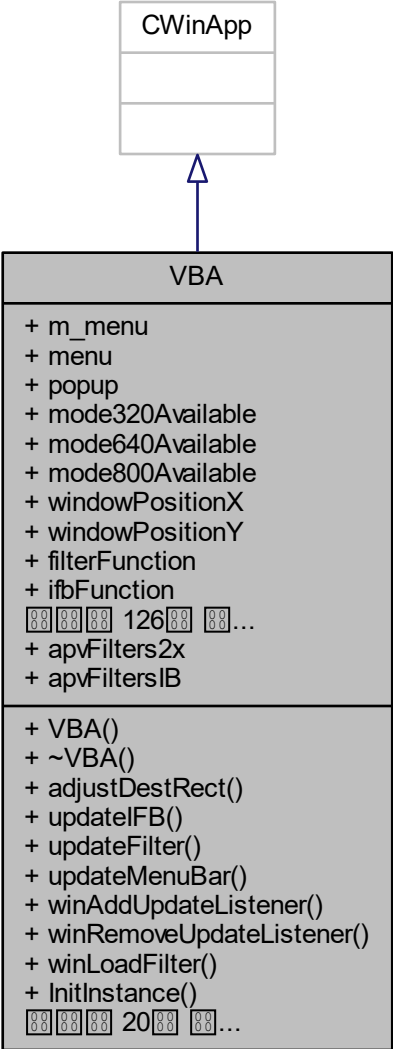 CWinApp
VBA
+ m_menu
+ menu
+ popup
+ mode320Available
+ mode640Available
+ mode800Available
+ windowPositionX
+ windowPositionY
+ filterFunction
+ ifbFunction
126 ...
+ apvFilters2x
+ apvFiltersIB
+ VBA()
+ ~VBA()
+ adjustDestRect()
+ updateIFB()
+ updateFilter()
+ updateMenuBar()
+ winAddUpdateListener()
+ winRemoveUpdateListener()
+ winLoadFilter()
+ InitInstance()
20 ...